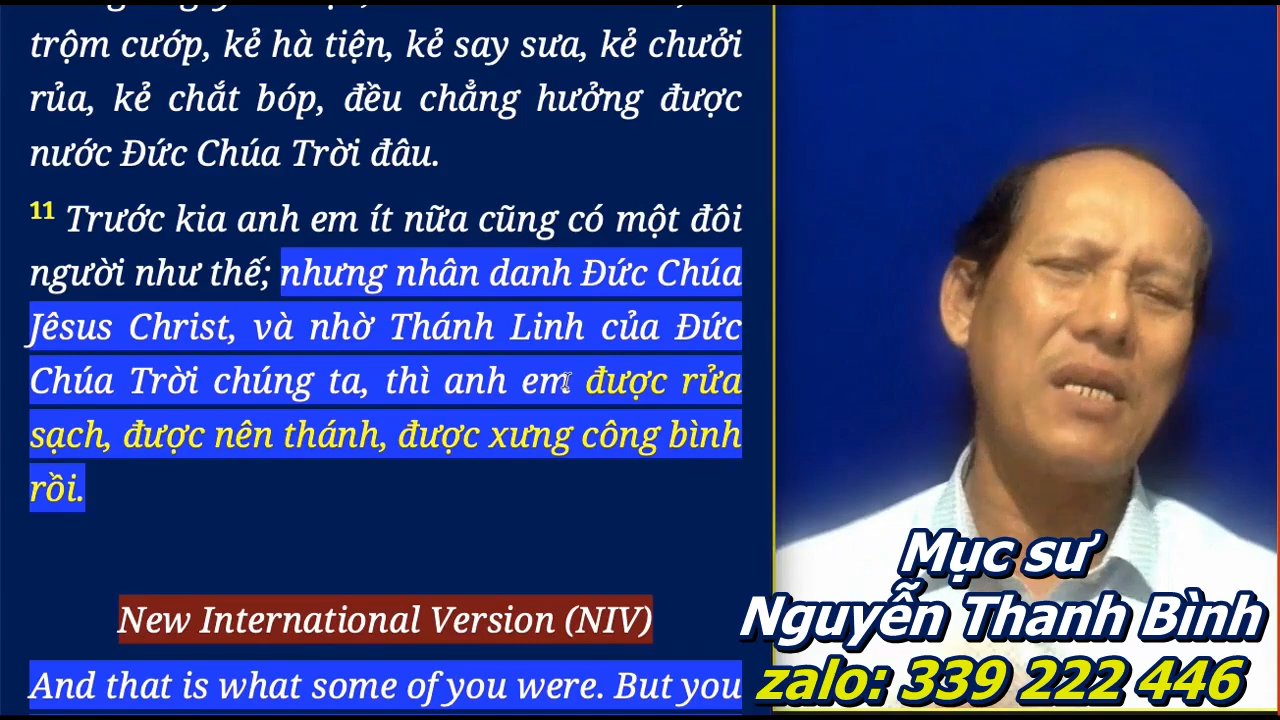 trộm cướp, kẻ hà tiện, kẻ say sưa, kẻ chưởi
rủa, kẻ chắt bóp, đều chẳng hưởng được
nước Đức Chúa Trời đâu.
11 Trước kia anh em ít nữa cũng có một đôi
người như thế; nhưng nhân danh Đức Chúa
Jêsus Christ, và nhờ Thánh Linh của Đức
Chúa Trời chúng ta, thì anh em được rửa
sạch, được nên thánh, được xưng công bình
rồi.
New International Version (NIV)
And that is what some of you were. But you
Mục sư
Nguyễn Thanh Bình
zalo: 339 222 446